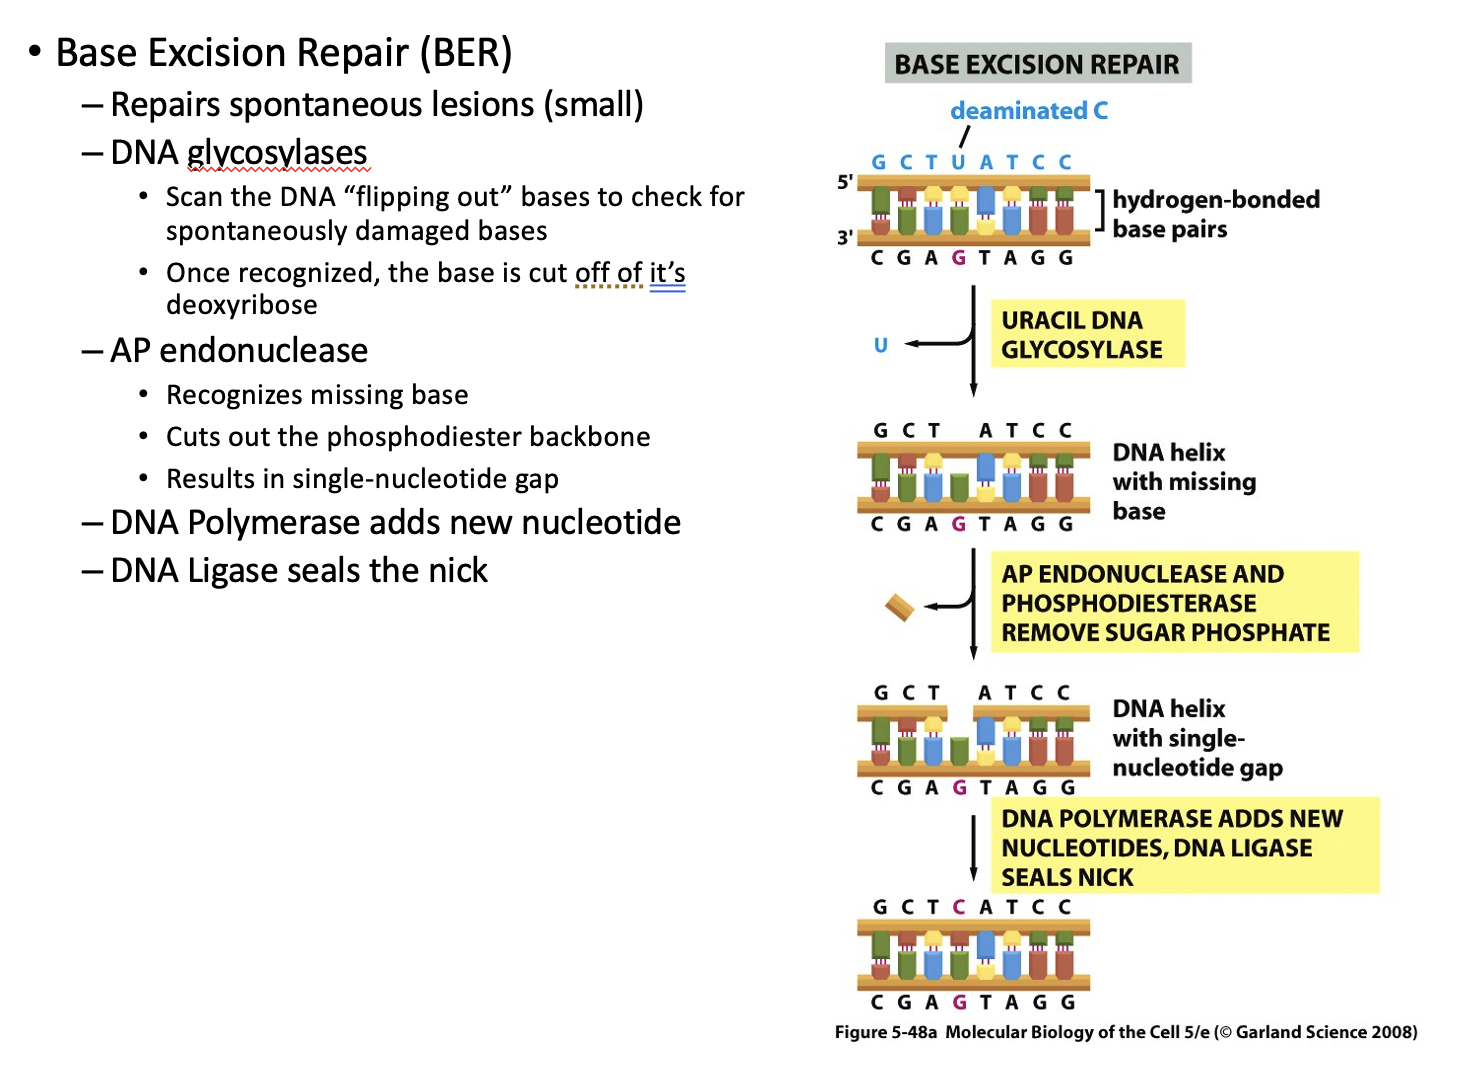 • Base Excision Repair (BER)
– Repairs spontaneous lesions (small)
– DNA glycosylases
• Scan the DNA “flipping out” bases to check for
spontaneously damaged bases
• Once recognized, the base is cut off of it’s
deoxyribose
– AP endonuclease
• Recognizes missing base
• Cuts out the phosphodiester backbone
• Results in single-nucleotide gap
– DNA Polymerase adds new nucleotide
– DNA Ligase seals the nick
BASE EXCISION REPAIR
deaminated C
G C T U A T C C
5'
hydrogen-bonded
base pairs
3'
C G A G T A G G
URACIL DNA
GLYCOSYLASE
U
G C T A T C C
DNA helix
with missing
base
C G A G T A G G
AP ENDONUCLEASE AND
PHOSPHODIESTERASE
REMOVE SUGAR PHOSPHATE
G C T A T C C
DNA helix
with single-
nucleotide gap
C G A G T A G G
DNA POLYMERASE ADDS NEW
NUCLEOTIDES, DNA LIGASE
SEALS NICK
G C T C A T C C
C G A G T A G G
Figure 5-48a Molecular Biology of the Cell 5/e (© Garland Science 2008)